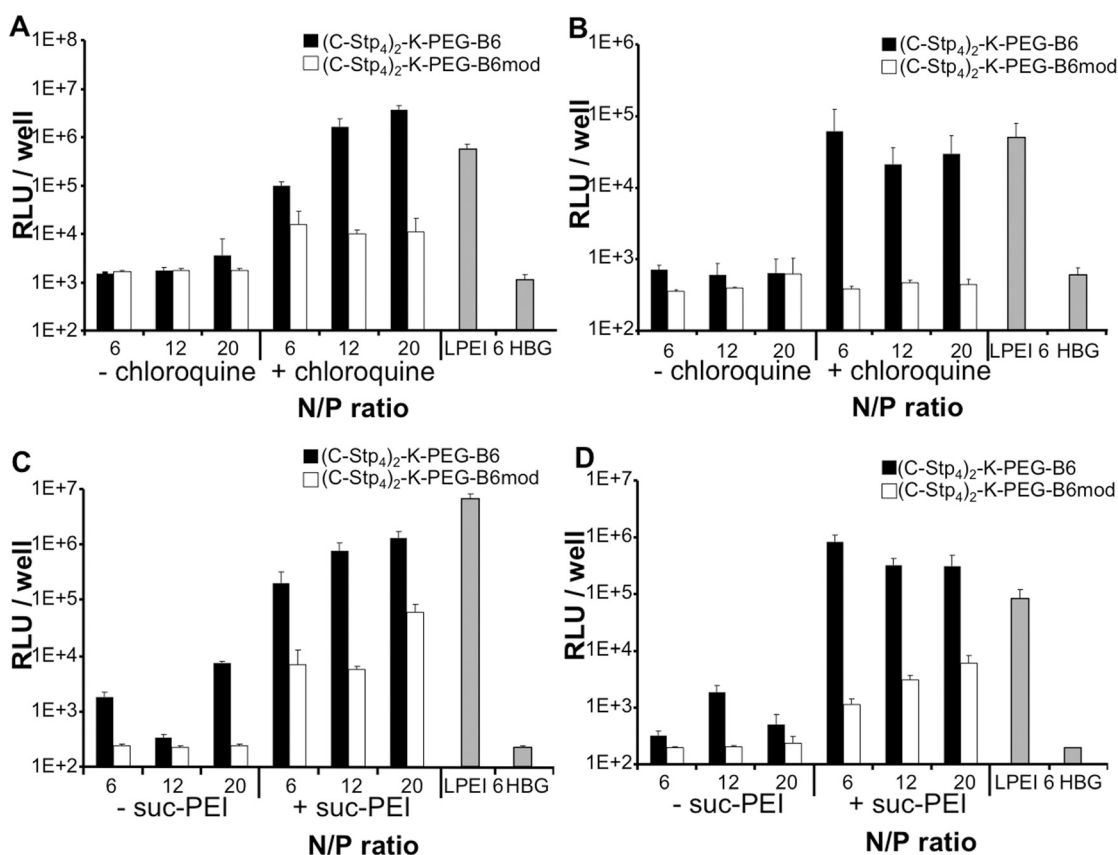 A
1E+8
1E+7
1E+6
1E+5
1E+4
1E+3
1E+2
RLU / well
(C-Stp4)2-K-PEG-B6
(C-Stp4)2-K-PEG-B6mod
6 12 20 6 12 20 LPEI 6 HBG
- chloroquine + chloroquine
N/P ratio
B
1E+6
1E+5
1E+4
1E+3
1E+2
RLU / well
(C-Stp4)2-K-PEG-B6
(C-Stp4)2-K-PEG-B6mod
6 12 20 6 12 20 LPEI 6 HBG
- chloroquine + chloroquine
N/P ratio
C
1E+7
1E+6
1E+5
1E+4
1E+3
1E+2
RLU / well
(C-Stp4)2-K-PEG-B6
(C-Stp4)2-K-PEG-B6mod
6 12 20 6 12 20 LPEI 6 HBG
- suc-PEI + suc-PEI
N/P ratio
D
1E+7
1E+6
1E+5
1E+4
1E+3
1E+2
RLU / well
(C-Stp4)2-K-PEG-B6
(C-Stp4)2-K-PEG-B6mod
6 12 20 6 12 20 LPEI 6 HBG
- suc-PEI + suc-PEI
N/P ratio